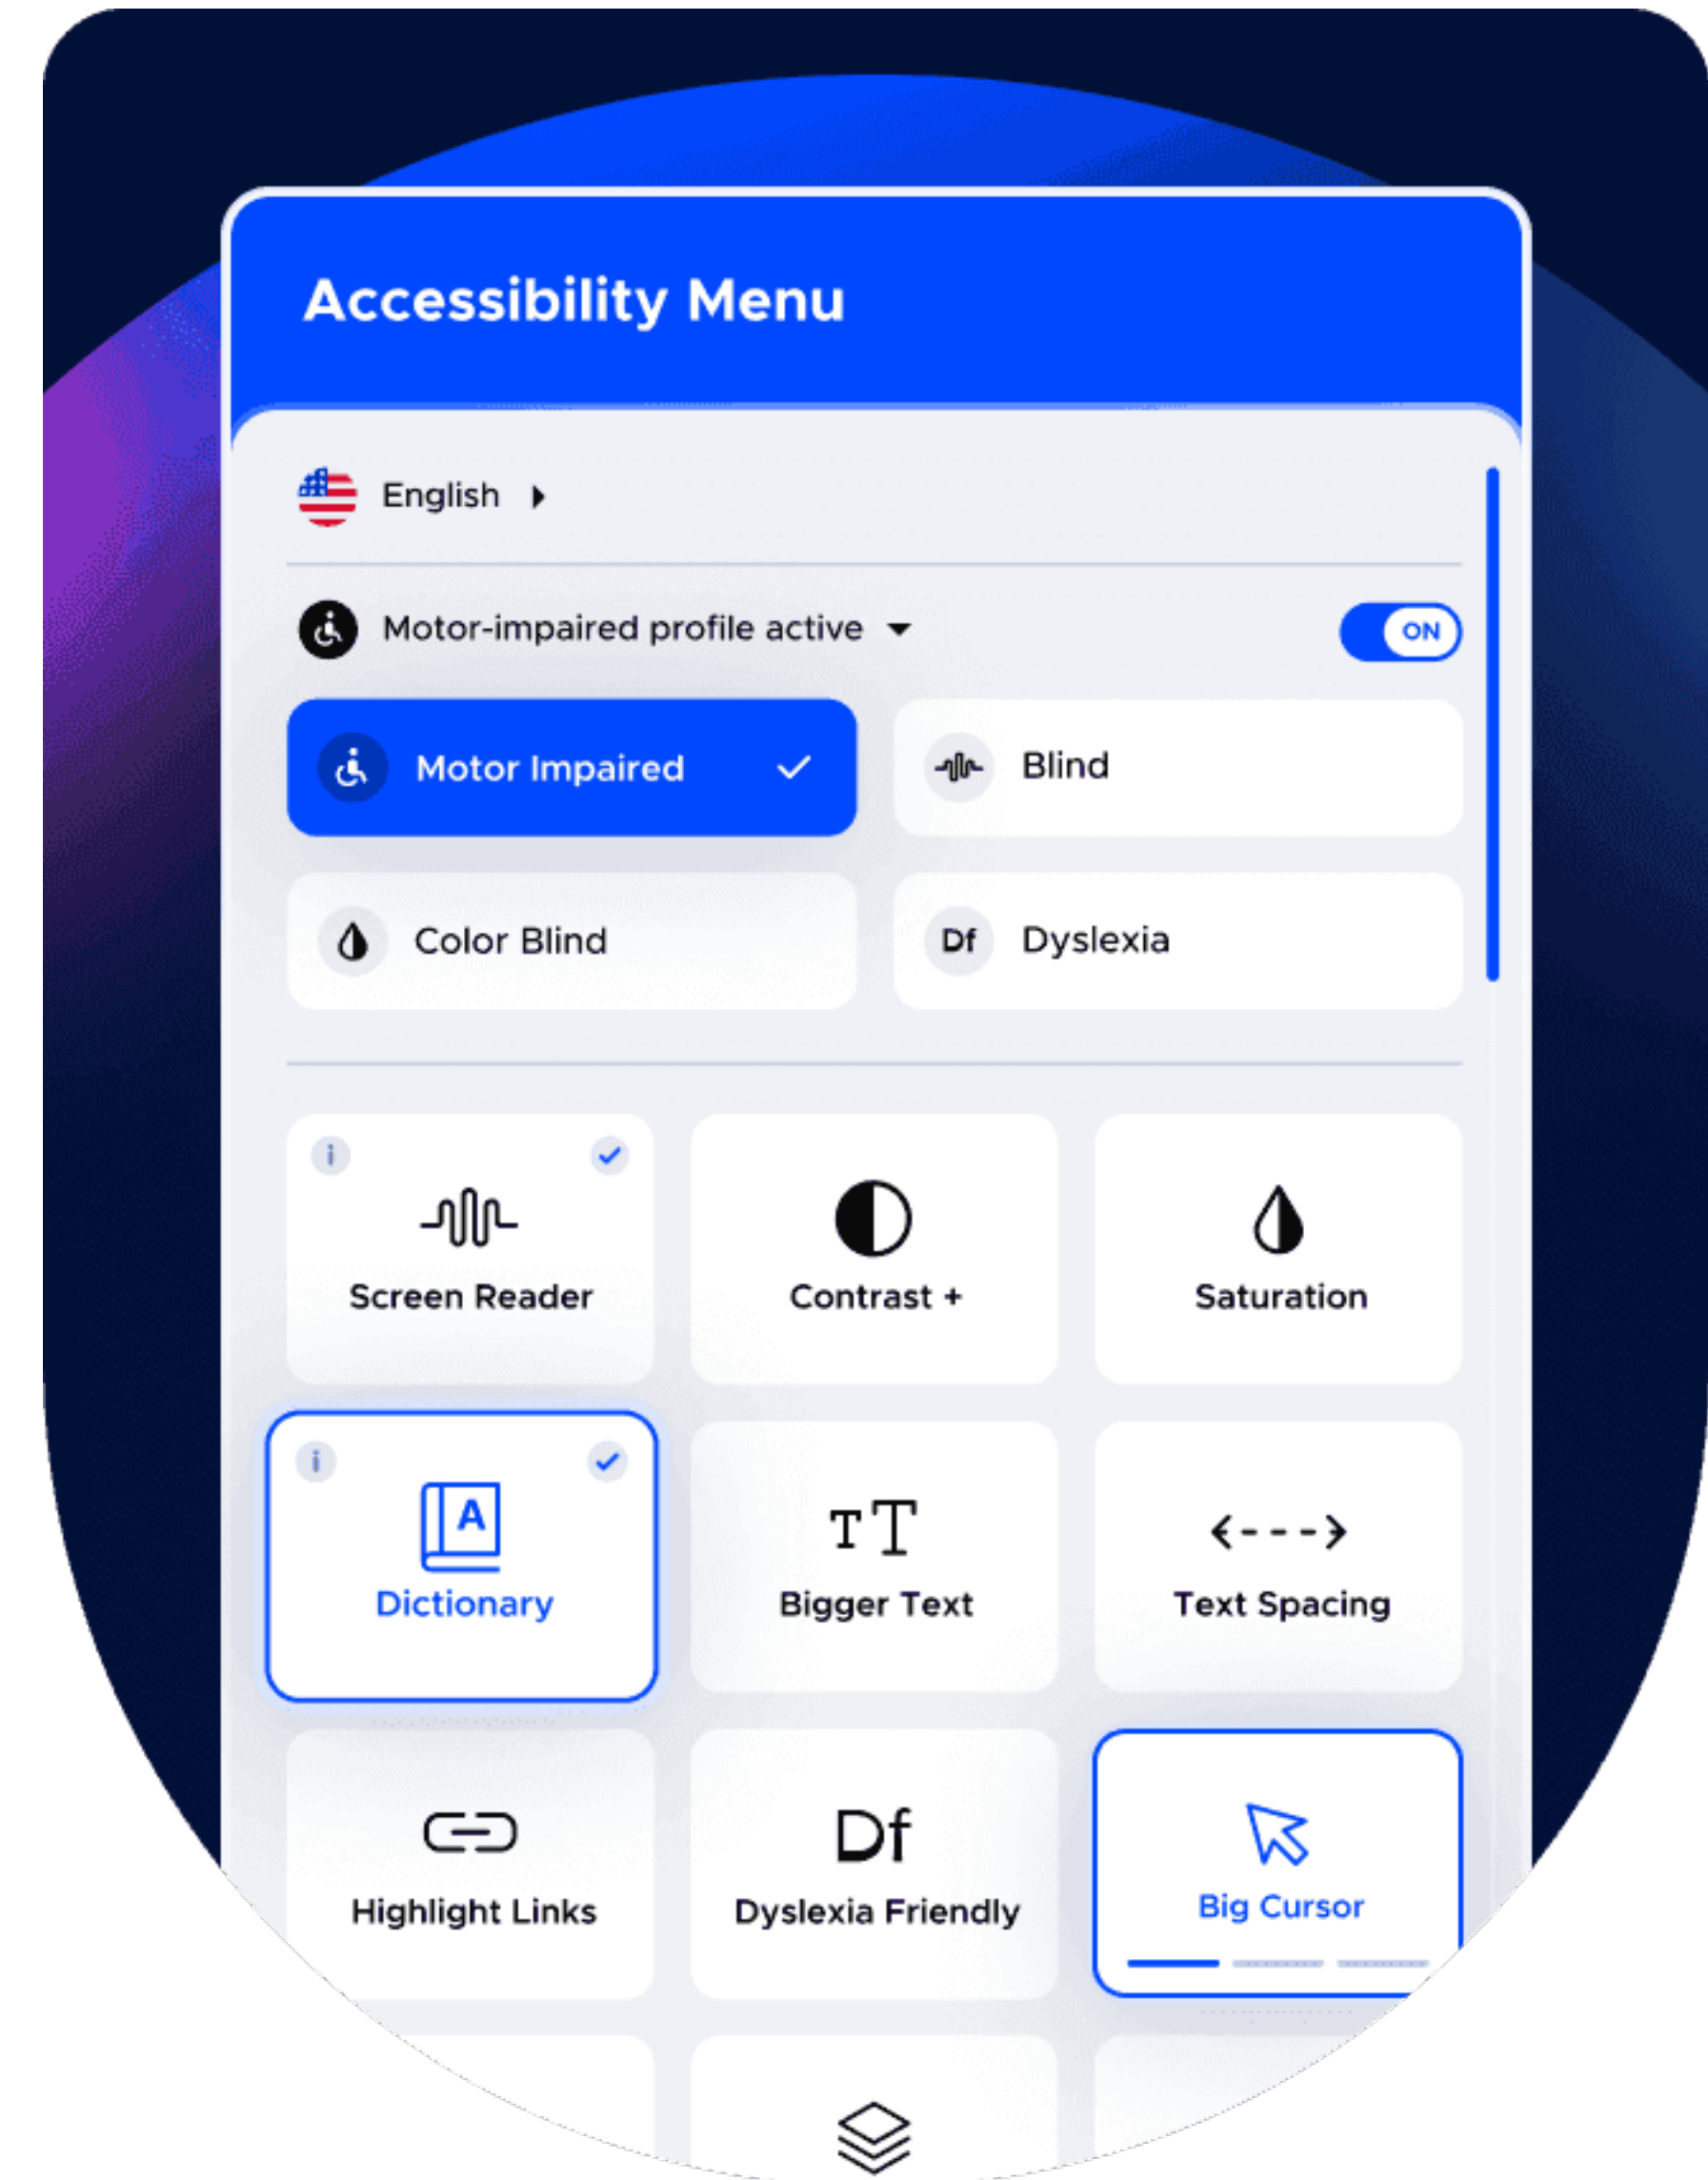 Accessibility Menu
English
Motor-impaired profile active ON
Motor Impaired Blind
Color Blind Df Dyslexia
i
Screen Reader Contrast + Saturation
i
A TT
Dictionary Bigger Text Text Spacing
Df
Highlight Links Dyslexia Friendly Big Cursor